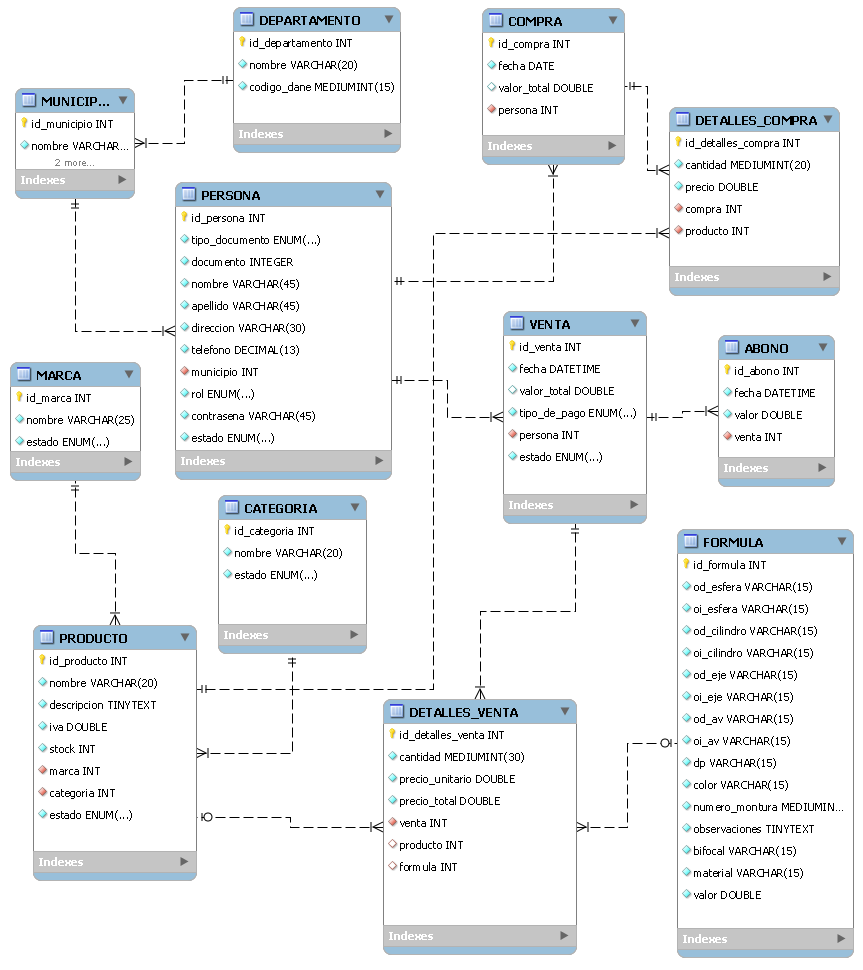 DEPARTAMENTO
id_departamento INT
nombre VARCHAR(20)
codigo_dane MEDIUMINT(15)
Indexes
COMPRA
id_compra INT
fecha DATE
valor_total DOUBLE
persona INT
Indexes
MUNICIP...
id_municipio INT
nombre VARCHAR...
2 more...
Indexes
DETALLES_COMPRA
id_detalles_compra INT
cantidad MEDIUMINT(20)
precio DOUBLE
compra INT
producto INT
Indexes
PERSONA
id_persona INT
tipo_documento ENUM(...)
documento INTEGER
nombre VARCHAR(45)
apellido VARCHAR(45)
direccion VARCHAR(30)
telefono DECIMAL(13)
municipio INT
rol ENUM(...)
contrasena VARCHAR(45)
estado ENUM(...)
Indexes
VENTA
id_venta INT
fecha DATETIME
valor_total DOUBLE
tipo_de_pago ENUM(...)
persona INT
estado ENUM(...)
Indexes
ABONO
id_abono INT
fecha DATETIME
valor DOUBLE
venta INT
Indexes
MARCA
id_marca INT
nombre VARCHAR(25)
estado ENUM(...)
Indexes
CATEGORIA
id_categoria INT
nombre VARCHAR(20)
estado ENUM(...)
Indexes
FORMULA
id_formula INT
od_esfera VARCHAR(15)
oi_esfera VARCHAR(15)
od_cilindro VARCHAR(15)
oi_cilindro VARCHAR(15)
od_eje VARCHAR(15)
oi_eje VARCHAR(15)
od_av VARCHAR(15)
oi_av VARCHAR(15)
dp VARCHAR(15)
color VARCHAR(15)
numero_montura MEDIUMIN...
observaciones TINYTEXT
bifocal VARCHAR(15)
material VARCHAR(15)
valor DOUBLE
Indexes
PRODUCTO
id_producto INT
nombre VARCHAR(20)
descripcion TINYTEXT
iva DOUBLE
stock INT
marca INT
categoria INT
estado ENUM(...)
Indexes
DETALLES_VENTA
id_detalles_venta INT
cantidad MEDIUMINT(30)
precio_unitario DOUBLE
precio_total DOUBLE
venta INT
producto INT
formula INT
Indexes